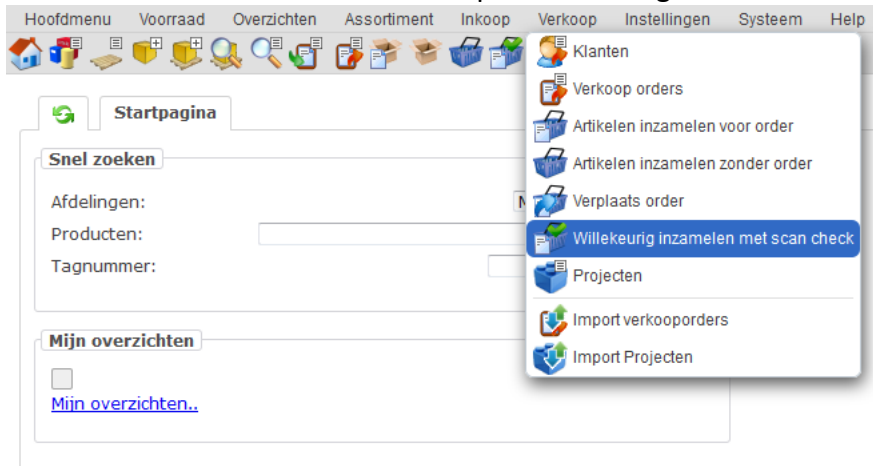 Hoofdmenu Voorraad Overzichten Assortiment Inkoop Verkoop Instellingen Systeem Help
Klanten
Verkoop orders
Artikelen inzamelen voor order
Artikelen inzamelen zonder order
Verplaats order
Willekeurig inzamelen met scan check
Projecten
Import verkooporders
Import Projecten
Startpagina
Snel zoeken
Afdelingen:
Producten:
Tagnummer:
Mijn overzichten
Mijn overzichten..